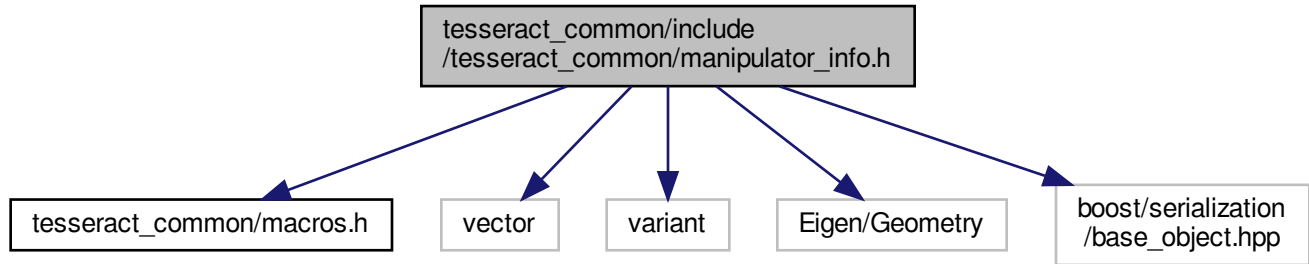 tesseract_common/include
/tesseract_common/manipulator_info.h
tesseract_common/macros.h
vector
variant
Eigen/Geometry
boost/serialization
/base_object.hpp